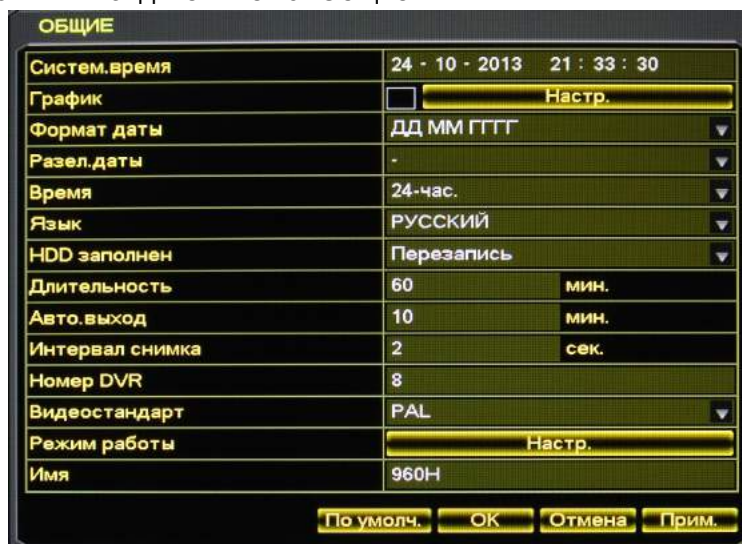 ОБЩИЕ
Систем.время 24 - 10 - 2013 21 : 33 : 30
График Настр.
Формат даты ДД ММ ГГГГ
Разел.даты -
Время 24-час.
Язык РУССКИЙ
HDD заполнен Перезапись
Длительность 60 мин.
Авто.выход 10 мин.
Интервал снимка 2 сек.
Номер DVR 8
Видеостандарт PAL
Режим работы Настр.
Имя 960H
По умолч. OK Отмена Прим.